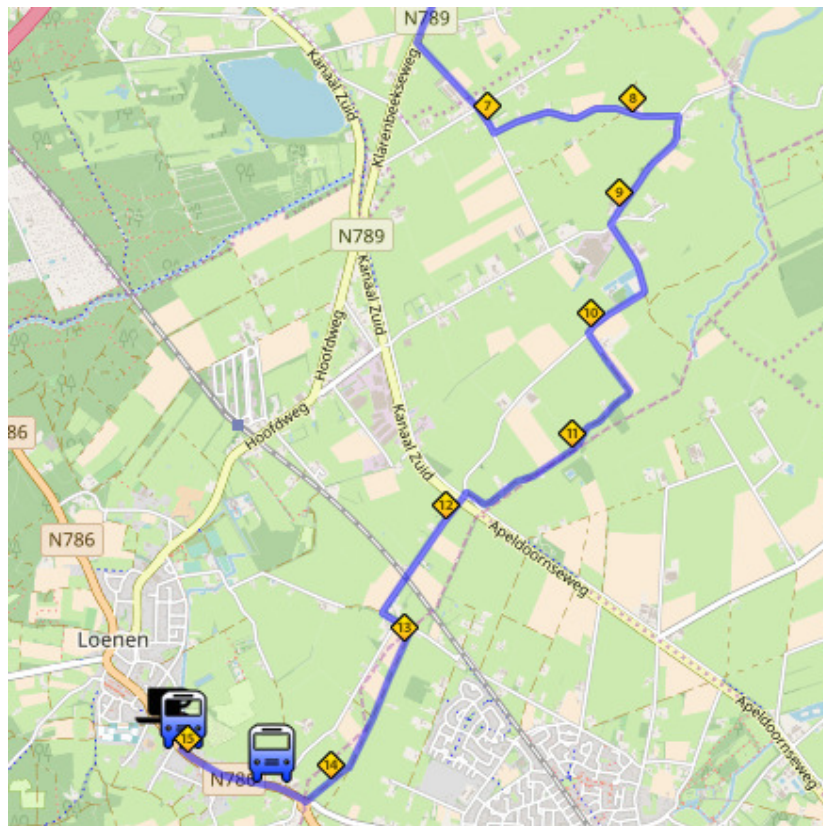 N789
Kanaal Zuid
Klarenbeekseweg
7
8
9
N789
Kanaal Zuid
Hoofdweg
10
Hoofdweg
Kanaal Zuid
11
86
12
N786
Apeldoornseweg
13
Loenen
Apeldoornseweg
15
14
N786